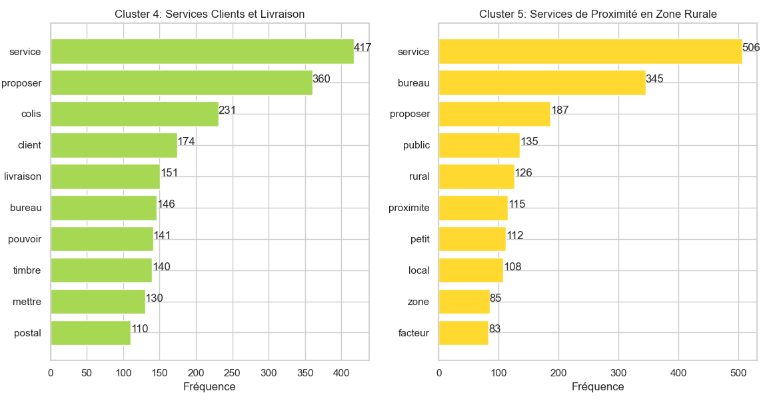 Cluster 4: Services Clients et Livraison
service 417
proposer 360
colis 231
client 174
livraison 151
bureau 146
pouvoir 141
timbre 140
mettre 130
postal 110
0 50 100 150 200 250 300 350 400
Fréquence
Cluster 5: Services de Proximité en Zone Rurale
service 506
bureau 345
proposer 187
public 135
rural 126
proximite 115
petit 112
local 108
zone 85
facteur 83
0 100 200 300 400 500
Fréquence